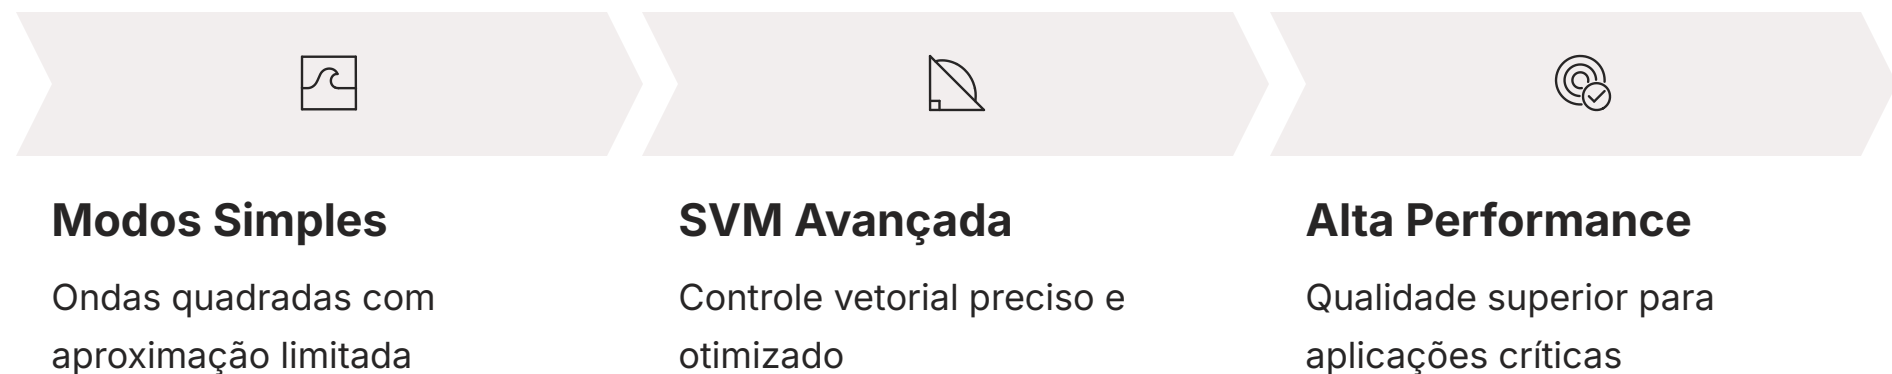 Modos Simples
Ondas quadradas com
aproximação limitada
SVM Avançada
Controle vetorial preciso e
otimizado
Alta Performance
Qualidade superior para
aplicações críticas